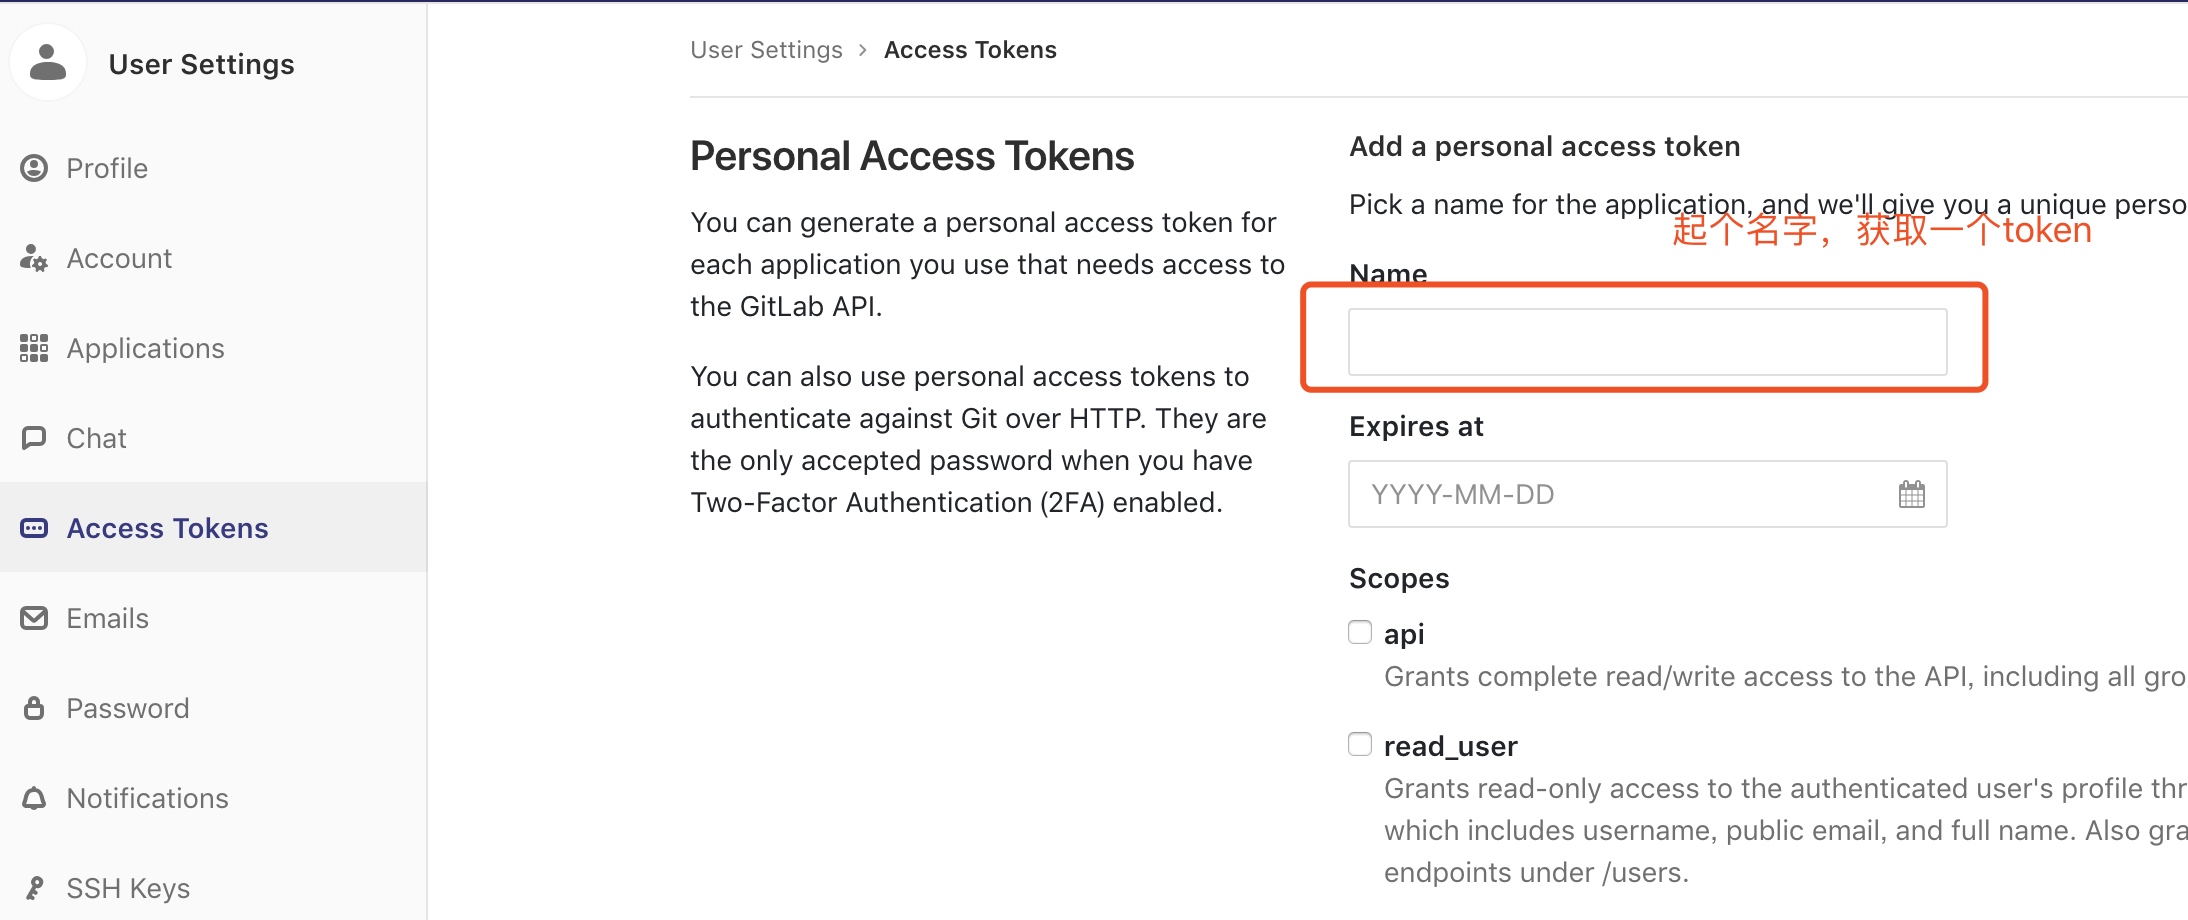 User Settings
Profile
Account
Applications
Chat
Access Tokens
Emails
Password
Notifications
SSH Keys
User Settings > Access Tokens
Personal Access Tokens
You can generate a personal access token for
each application you use that needs access to
the GitLab API.
You can also use personal access tokens to
authenticate against Git over HTTP. They are
the only accepted password when you have
Two-Factor Authentication (2FA) enabled.
Add a personal access token
Pick a name for the application, and we'll give you a unique perso
起个名字，获取一个token
Name
Expires at
YYYY-MM-DD
Scopes
api
Grants complete read/write access to the API, including all gro
read_user
Grants read-only access to the authenticated user's profile thr
which includes username, public email, and full name. Also gra
endpoints under /users.